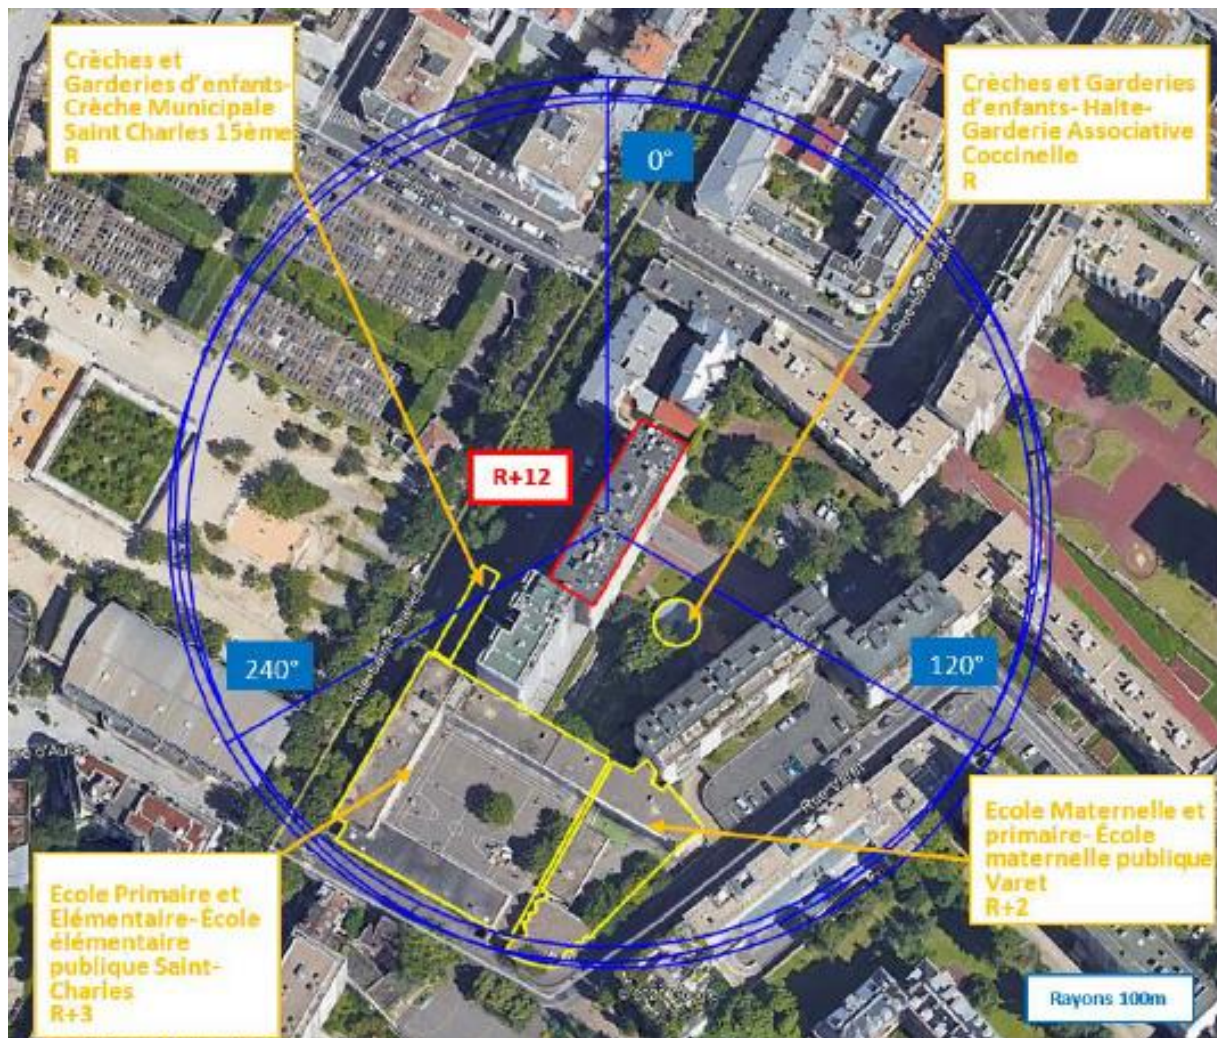 Crèches et
Garderies d'enfants-
Crèche Municipale
Saint Charles 15ème
R
Crèches et Garderies
d'enfants- Halte-
Garderie Associative
Coccinelle
R
0°
R+12
240°
120°
Rue Varet
Ecole Maternelle et
primaire- École
maternelle publique
Varet
R+2
Ecole Primaire et
Elémentaire- École
élémentaire
publique Saint-
Charles
R+3
Rayons 100m